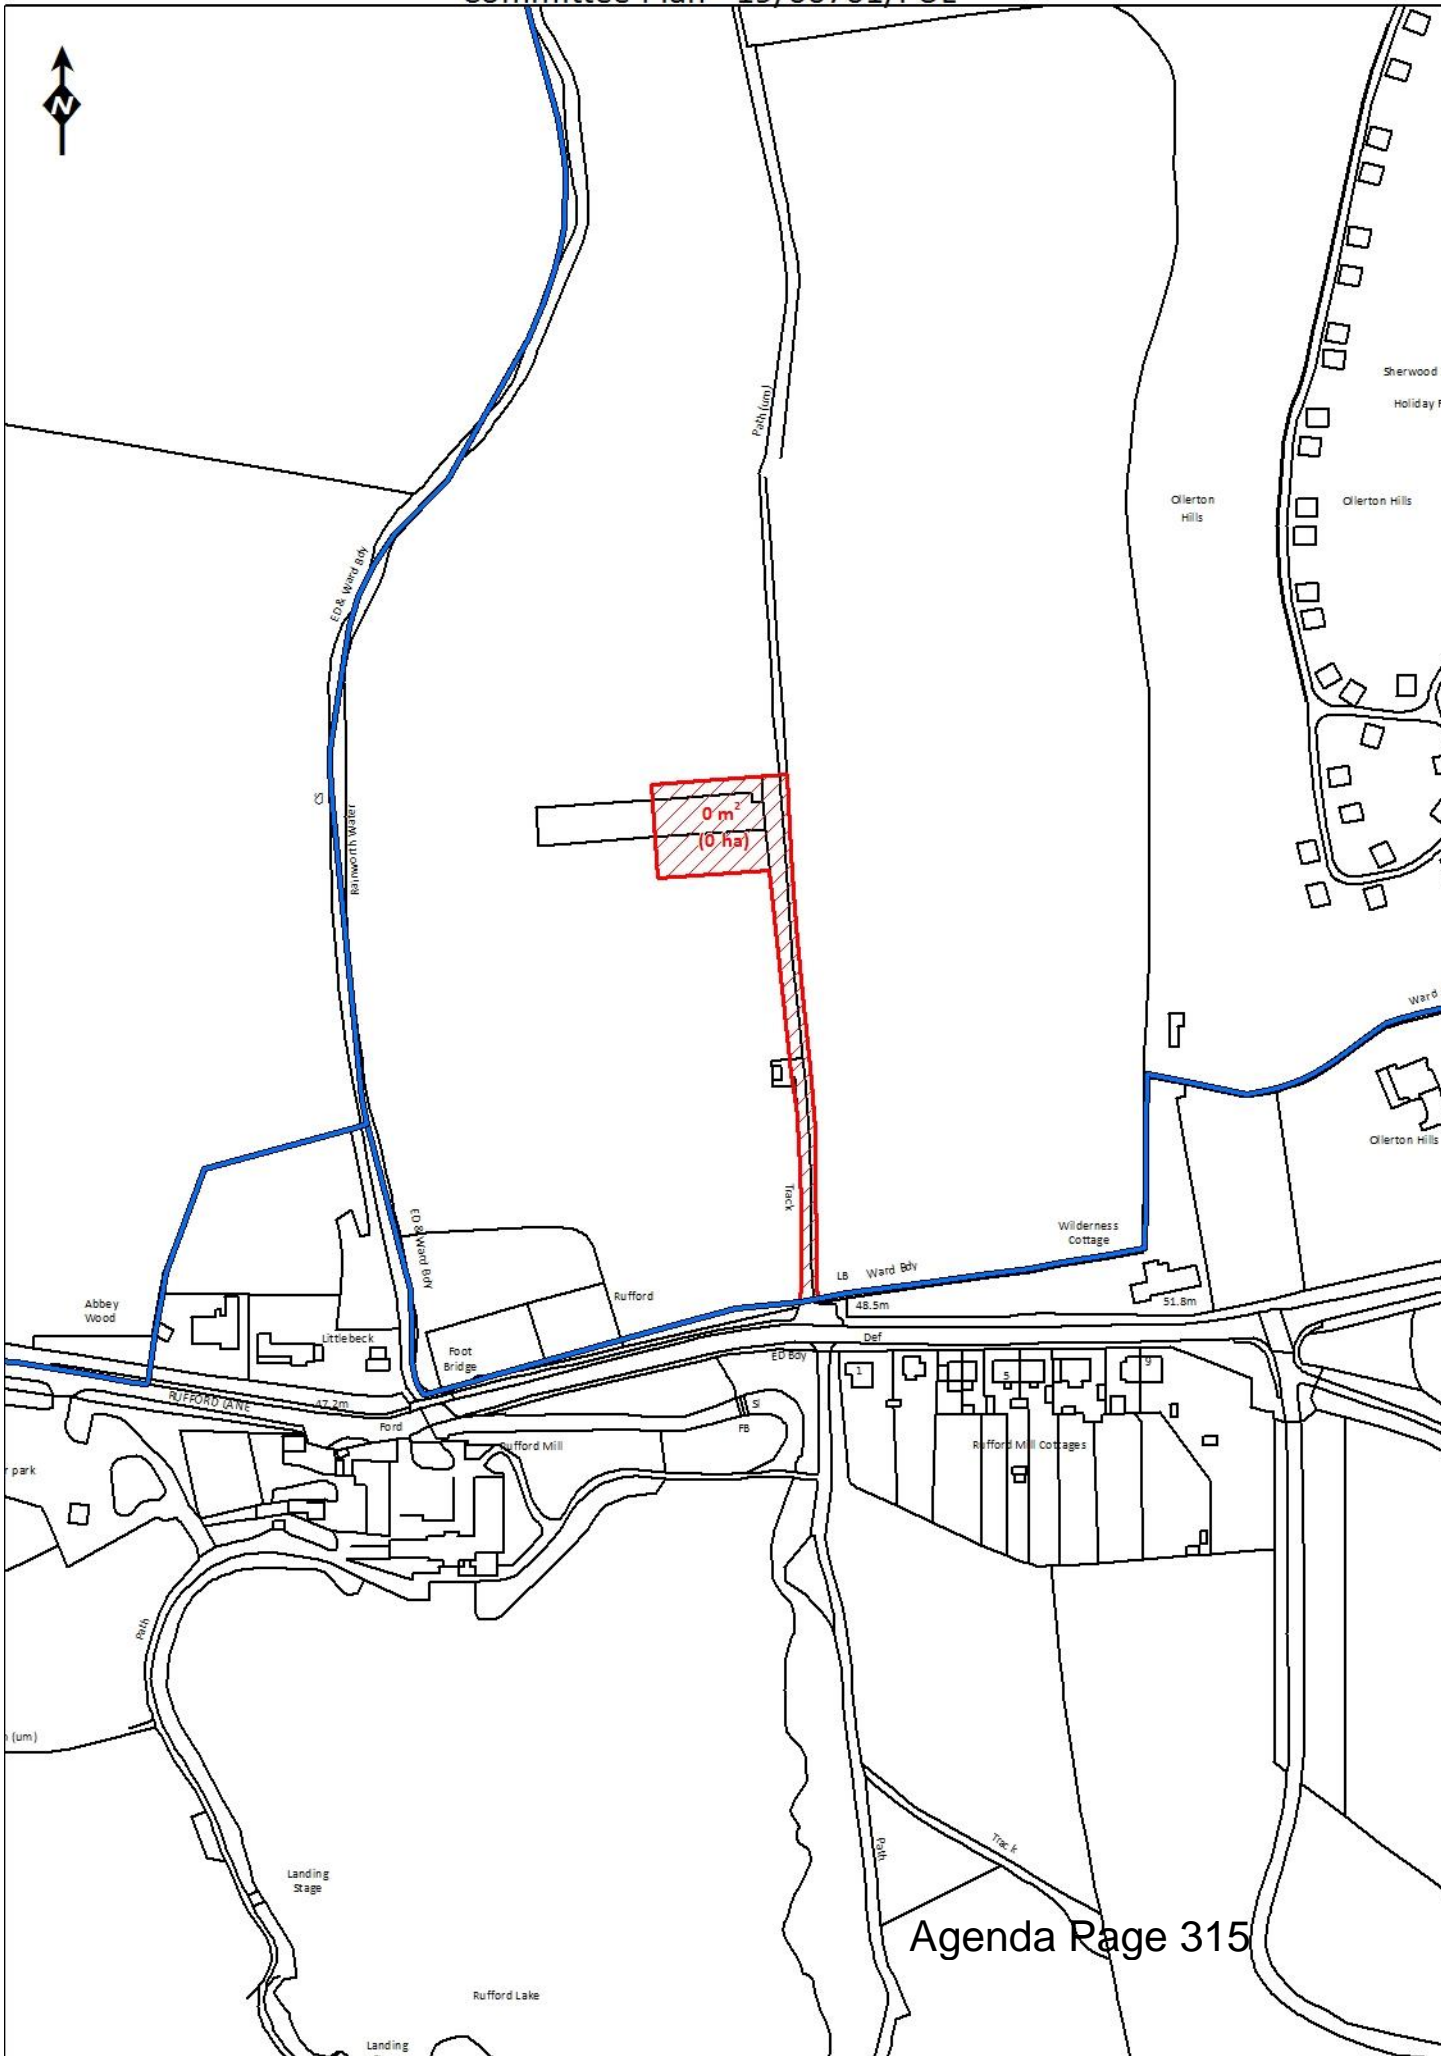 N
Path (um)
Sherwood
Holiday
Ollerton
Hills
Ollerton Hills
ED & Ward Bdy
CS
Rainworth Water
0 m²
(0 ha)
Ward
Ollerton Hills
Track
ED & Ward Bdy
Wilderness
Cottage
LB
Ward Bdy
48.5m
51.8m
Rufford
Abbey
Wood
Littlebeck
Foot
Bridge
Def
ED Bdy
1
5
9
RUFFORD LANE
47.2m
Ford
Sl
FB
Rufford Mill
Rufford Mill Cottages
park
Path
(um)
Path
Track
Landing
Stage
Agenda Page 315
Rufford Lake
Landing